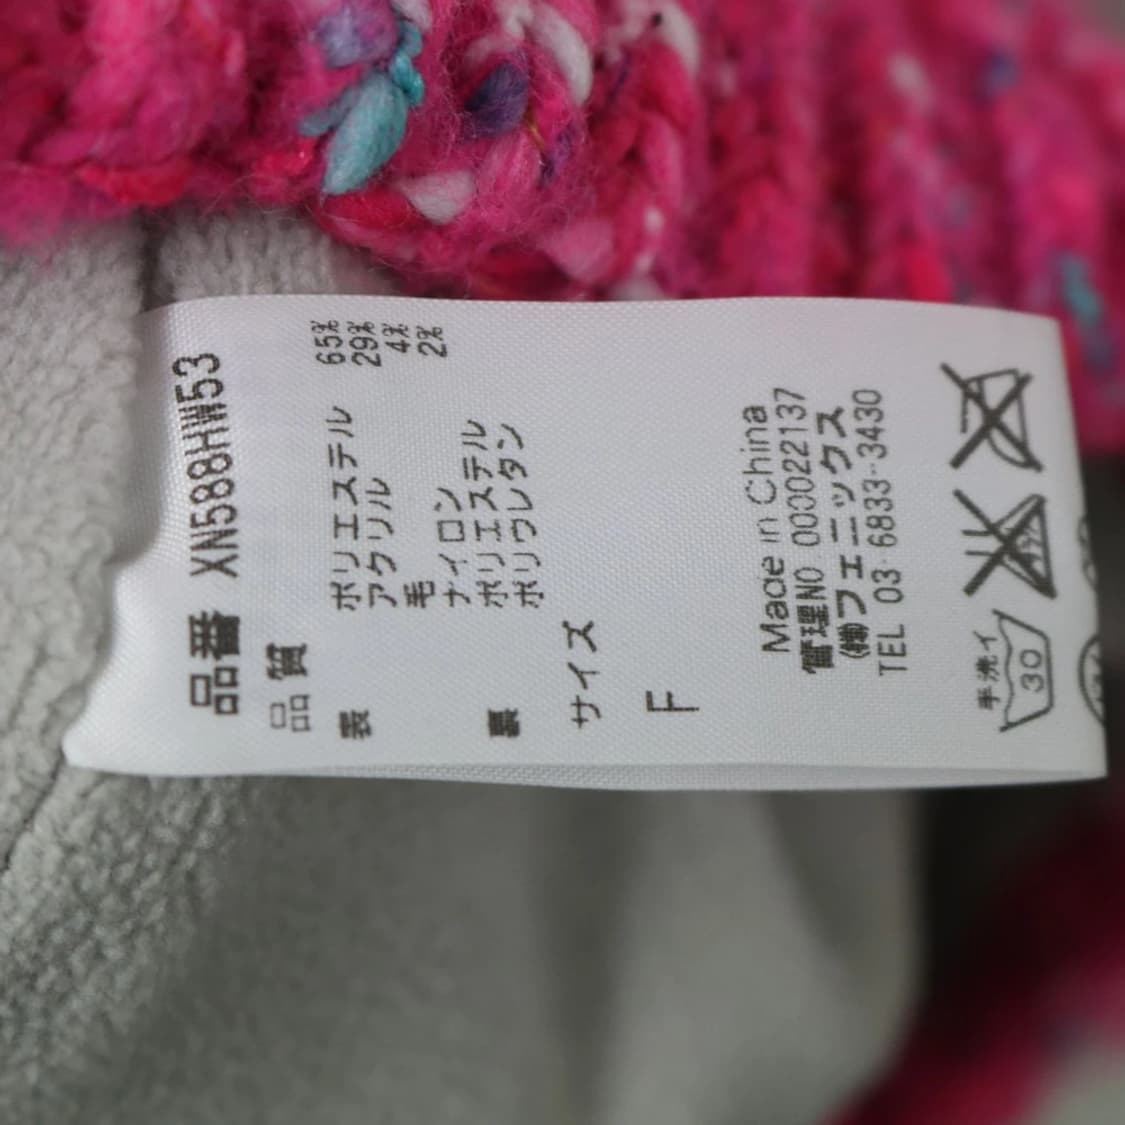 品番 XN588HW53
品質
表 ポリエステル 65%
アクリル 29%
毛 4%
ナイロン 2%
裏 ポリエステル
ポリウレタン
サイズ
F
Made in China
管理NO 000022137
(株)フェニックス
TEL 03-6833-3430
手洗イ
30